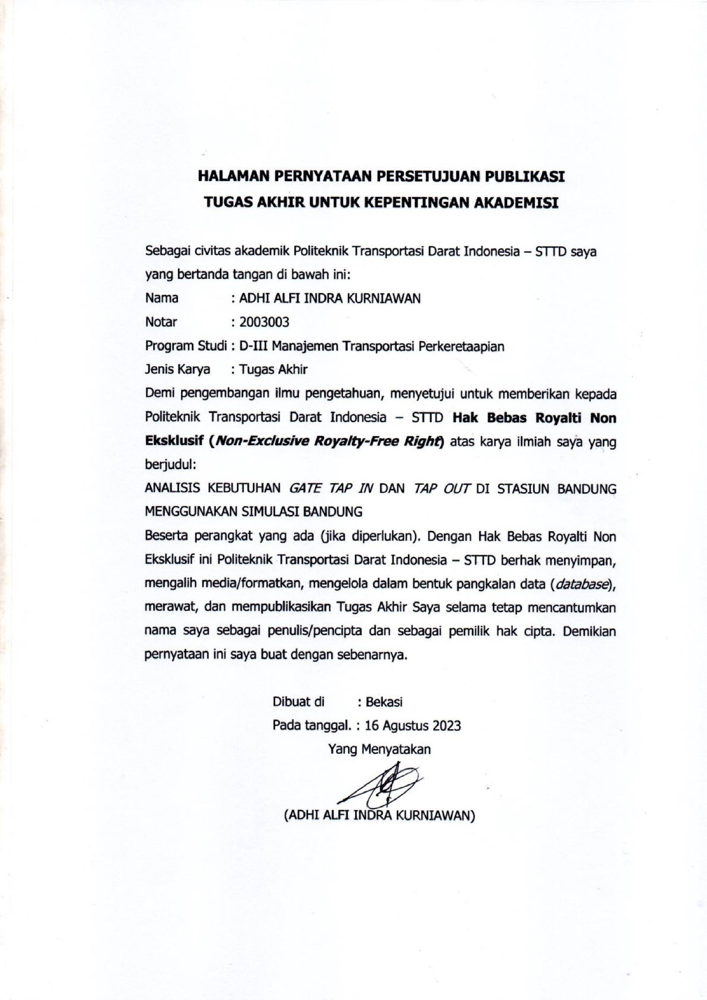 HALAMAN PERNYATAAN PERSETUJUAN PUBLIKASI
TUGAS AKHIR UNTUK KEPENTINGAN AKADEMISI
Sebagai civitas akademik Politeknik Transportasi Darat Indonesia – STTD saya
yang bertanda tangan di bawah ini:
Nama : ADHI ALFI INDRA KURNIAWAN
Notar : 2003003
Program Studi : D-III Manajemen Transportasi Perkeretaapian
Jenis Karya : Tugas Akhir
Demi pengembangan ilmu pengetahuan, menyetujui untuk memberikan kepada
Politeknik Transportasi Darat Indonesia – STTD Hak Bebas Royalti Non
Eksklusif (Non-Exclusive Royalty-Free Right) atas karya ilmiah saya yang
berjudul:
ANALISIS KEBUTUHAN GATE TAP IN DAN TAP OUT DI STASIUN BANDUNG
MENGGUNAKAN SIMULASI BANDUNG
Beserta perangkat yang ada (jika diperlukan). Dengan Hak Bebas Royalti Non
Eksklusif ini Politeknik Transportasi Darat Indonesia – STTD berhak menyimpan,
mengalih media/formatkan, mengelola dalam bentuk pangkalan data (database),
merawat, dan mempublikasikan Tugas Akhir Saya selama tetap mencantumkan
nama saya sebagai penulis/pencipta dan sebagai pemilik hak cipta. Demikian
pernyataan ini saya buat dengan sebenarnya.
Dibuat di : Bekasi
Pada tanggal. : 16 Agustus 2023
Yang Menyatakan
(ADHI ALFI INDRA KURNIAWAN)